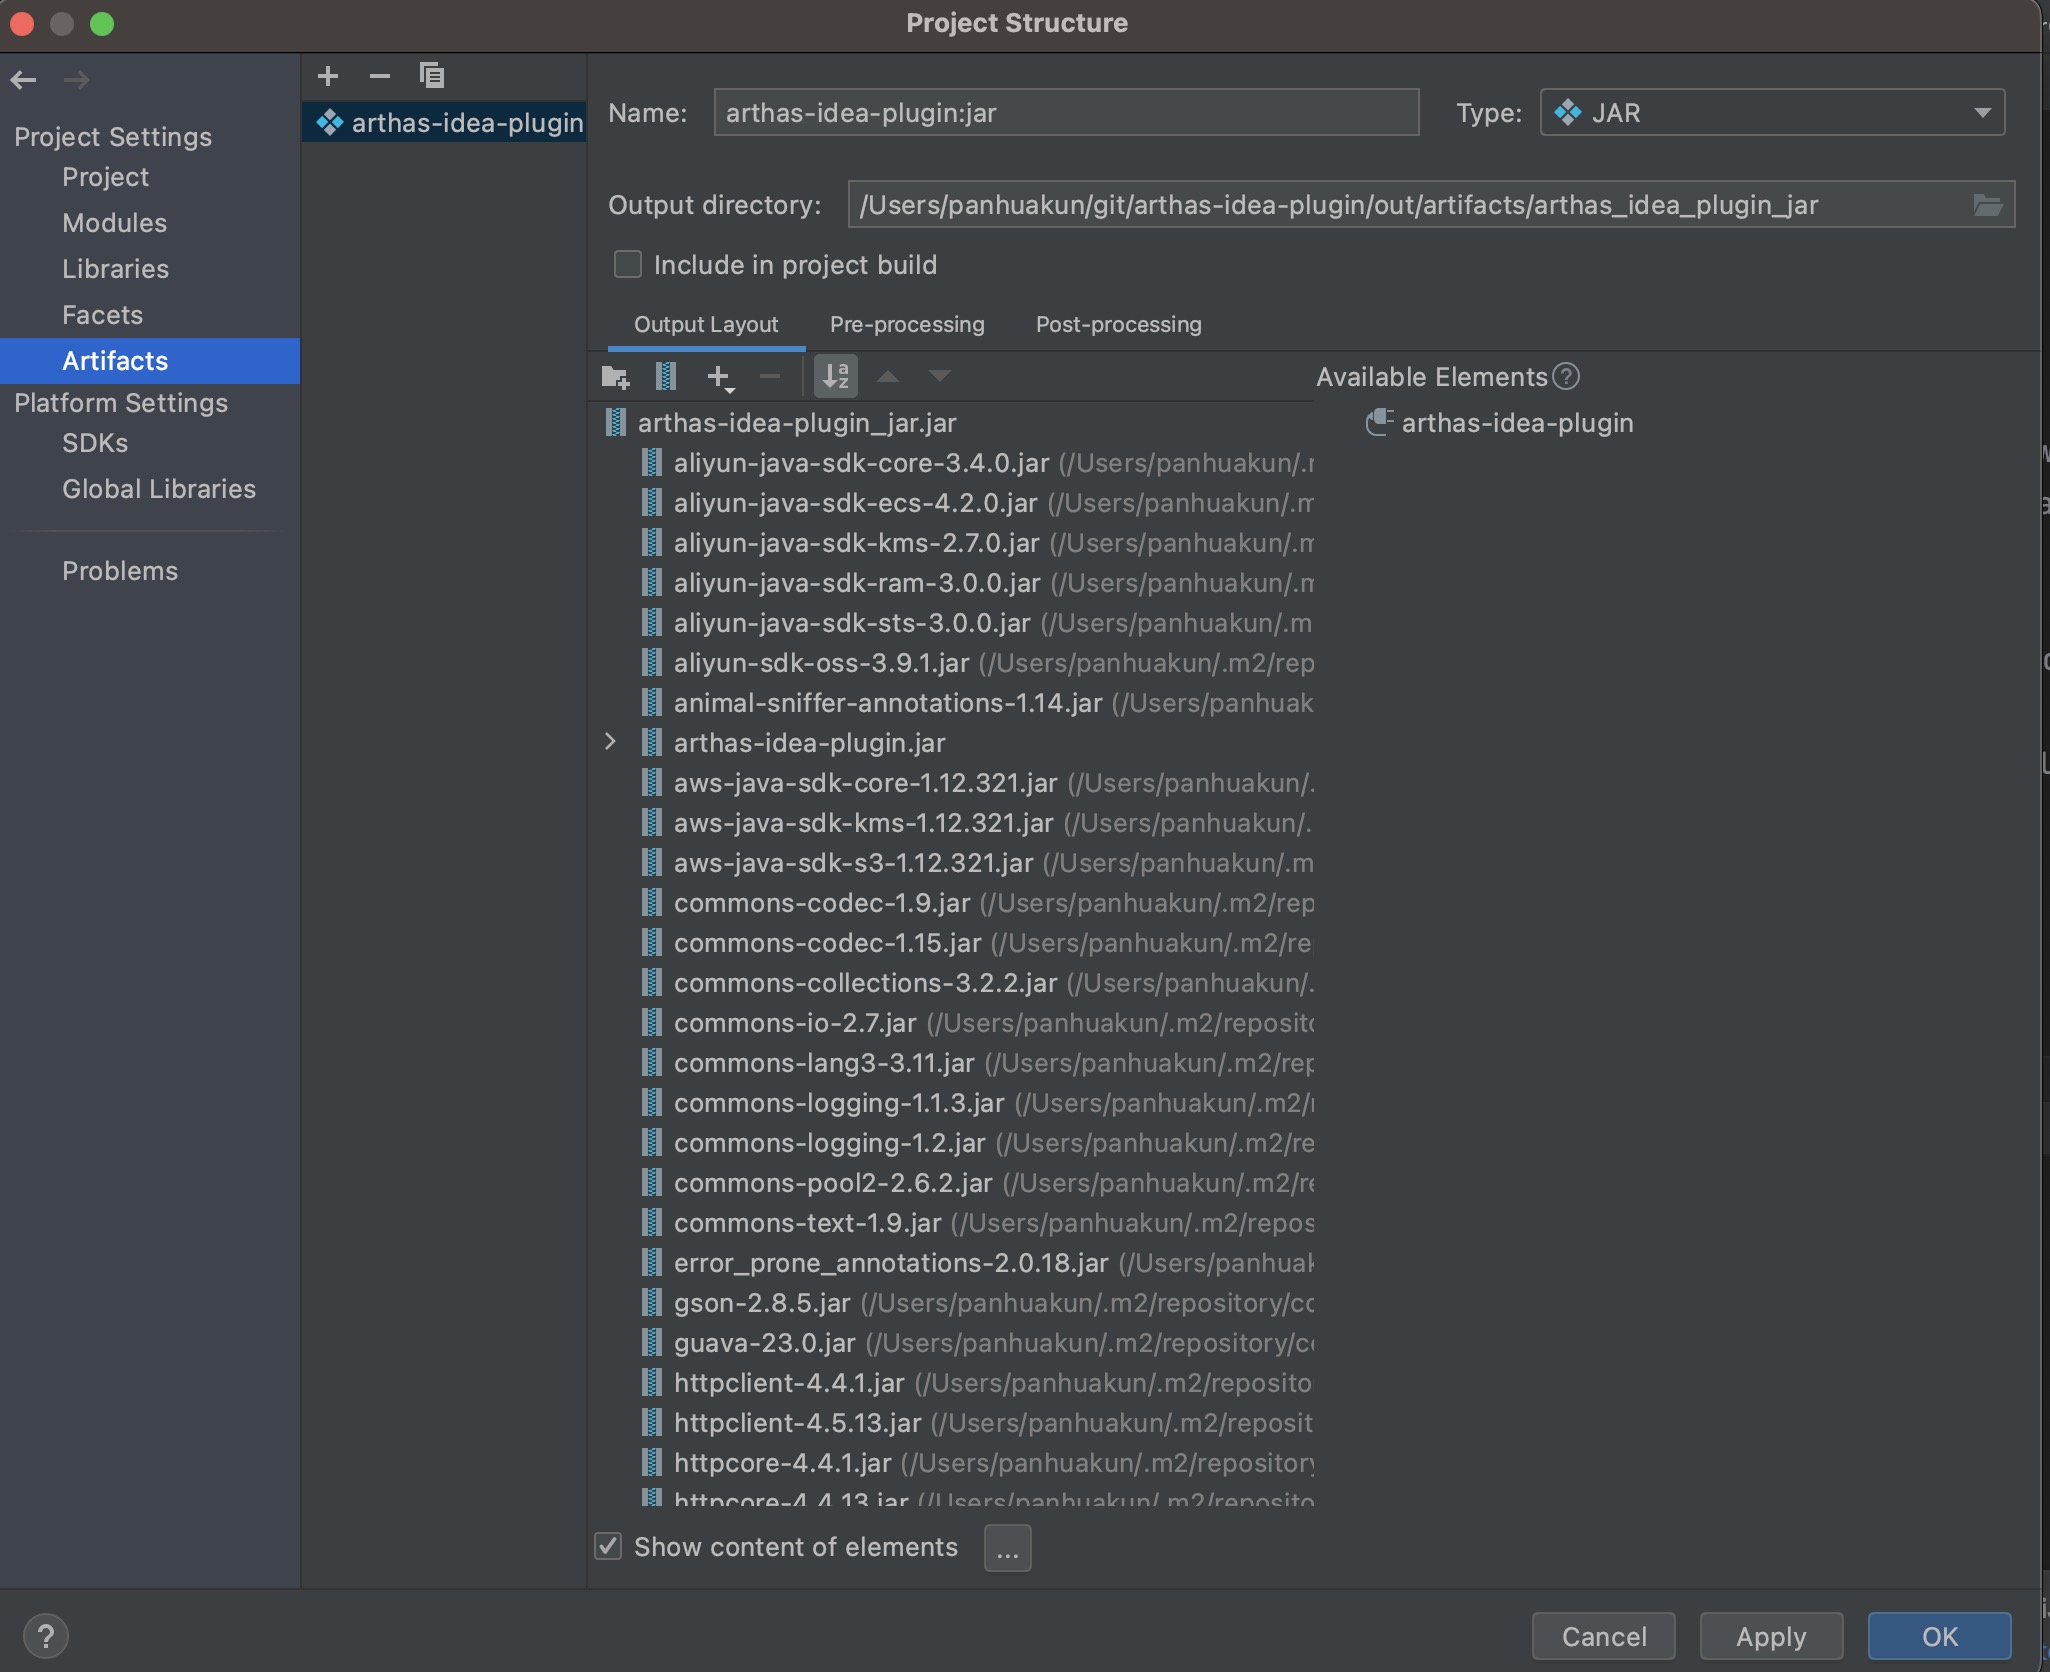 Project Structure
Project Settings
Project
Modules
Libraries
Facets
Artifacts
Platform Settings
SDKs
Global Libraries
Problems
arthas-idea-plugin
Name: arthas-idea-plugin:jar Type: JAR
Output directory: /Users/panhuakun/git/arthas-idea-plugin/out/artifacts/arthas_idea_plugin_jar
Include in project build
Output Layout Pre-processing Post-processing
Available Elements ?
arthas-idea-plugin_jar.jar
aliyun-java-sdk-core-3.4.0.jar (/Users/panhuakun/.
aliyun-java-sdk-ecs-4.2.0.jar (/Users/panhuakun/.m
aliyun-java-sdk-kms-2.7.0.jar (/Users/panhuakun/.m
aliyun-java-sdk-ram-3.0.0.jar (/Users/panhuakun/.m
aliyun-java-sdk-sts-3.0.0.jar (/Users/panhuakun/.m
aliyun-sdk-oss-3.9.1.jar (/Users/panhuakun/.m2/rep
animal-sniffer-annotations-1.14.jar (/Users/panhuak
arthas-idea-plugin.jar
aws-java-sdk-core-1.12.321.jar (/Users/panhuakun/.
aws-java-sdk-kms-1.12.321.jar (/Users/panhuakun/.
aws-java-sdk-s3-1.12.321.jar (/Users/panhuakun/.m
commons-codec-1.9.jar (/Users/panhuakun/.m2/rep
commons-codec-1.15.jar (/Users/panhuakun/.m2/re
commons-collections-3.2.2.jar (/Users/panhuakun/.
commons-io-2.7.jar (/Users/panhuakun/.m2/reposit
commons-lang3-3.11.jar (/Users/panhuakun/.m2/rep
commons-logging-1.1.3.jar (/Users/panhuakun/.m2/
commons-logging-1.2.jar (/Users/panhuakun/.m2/re
commons-pool2-2.6.2.jar (/Users/panhuakun/.m2/re
commons-text-1.9.jar (/Users/panhuakun/.m2/repos
error_prone_annotations-2.0.18.jar (/Users/panhuak
gson-2.8.5.jar (/Users/panhuakun/.m2/repository/co
guava-23.0.jar (/Users/panhuakun/.m2/repository/co
httpclient-4.4.1.jar (/Users/panhuakun/.m2/reposito
httpclient-4.5.13.jar (/Users/panhuakun/.m2/reposit
httpcore-4.4.1.jar (/Users/panhuakun/.m2/repository
httpcore-4.4.13.jar (/Users/panhuakun/.m2/reposito
arthas-idea-plugin
Show content of elements ...
? Cancel Apply OK